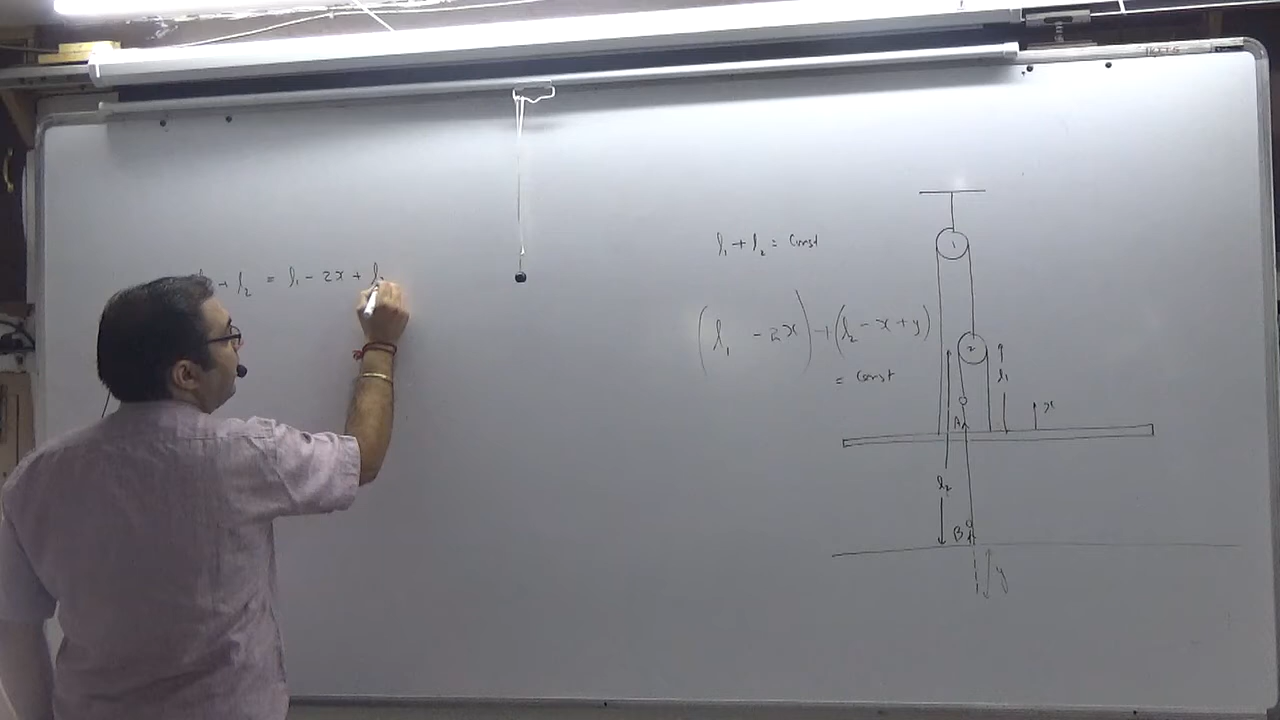 l₁ + l₂ = const
+ l₂ = l₁ - 2x +
(l₁ - 2x) + (l₂ - x + y)
= const
1
2
l₁
x
A
l₂
B
y